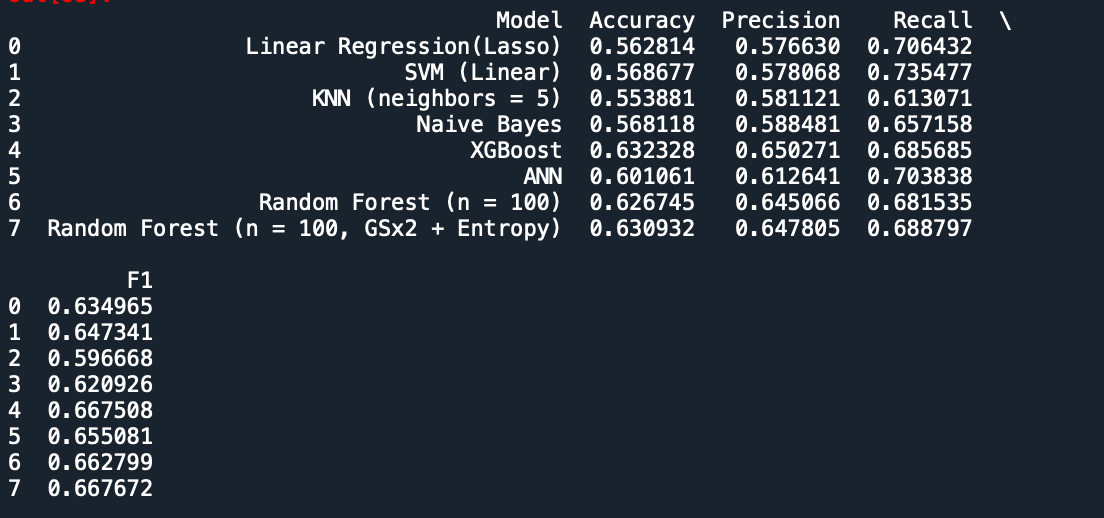 Model Accuracy Precision Recall \
0 Linear Regression(Lasso) 0.562814 0.576630 0.706432
1 SVM (Linear) 0.568677 0.578068 0.735477
2 KNN (neighbors = 5) 0.553881 0.581121 0.613071
3 Naive Bayes 0.568118 0.588481 0.657158
4 XGBoost 0.632328 0.650271 0.685685
5 ANN 0.601061 0.612641 0.703838
6 Random Forest (n = 100) 0.626745 0.645066 0.681535
7 Random Forest (n = 100, GSx2 + Entropy) 0.630932 0.647805 0.688797
F1
0 0.634965
1 0.647341
2 0.596668
3 0.620926
4 0.667508
5 0.655081
6 0.662799
7 0.667672